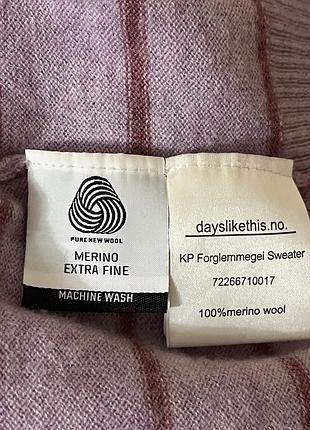 PURE NEW WOOL
MERINO
EXTRA FINE
MACHINE WASH
dayslikethis.no.
KP Forglemmegei Sweater
72266710017
100%merino wool